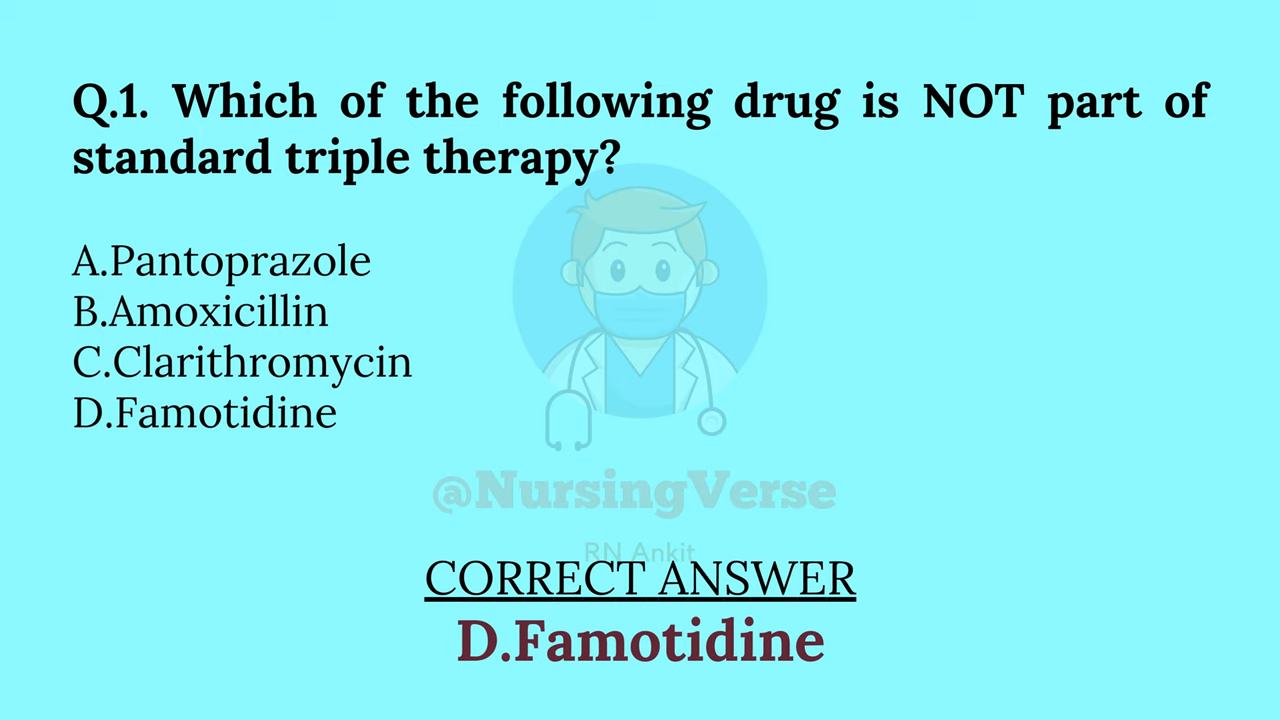 Q.1. Which of the following drug is NOT part of
standard triple therapy?
A.Pantoprazole
B.Amoxicillin
C.Clarithromycin
D.Famotidine
@NursingVerse
RN Ankit
CORRECT ANSWER
D.Famotidine